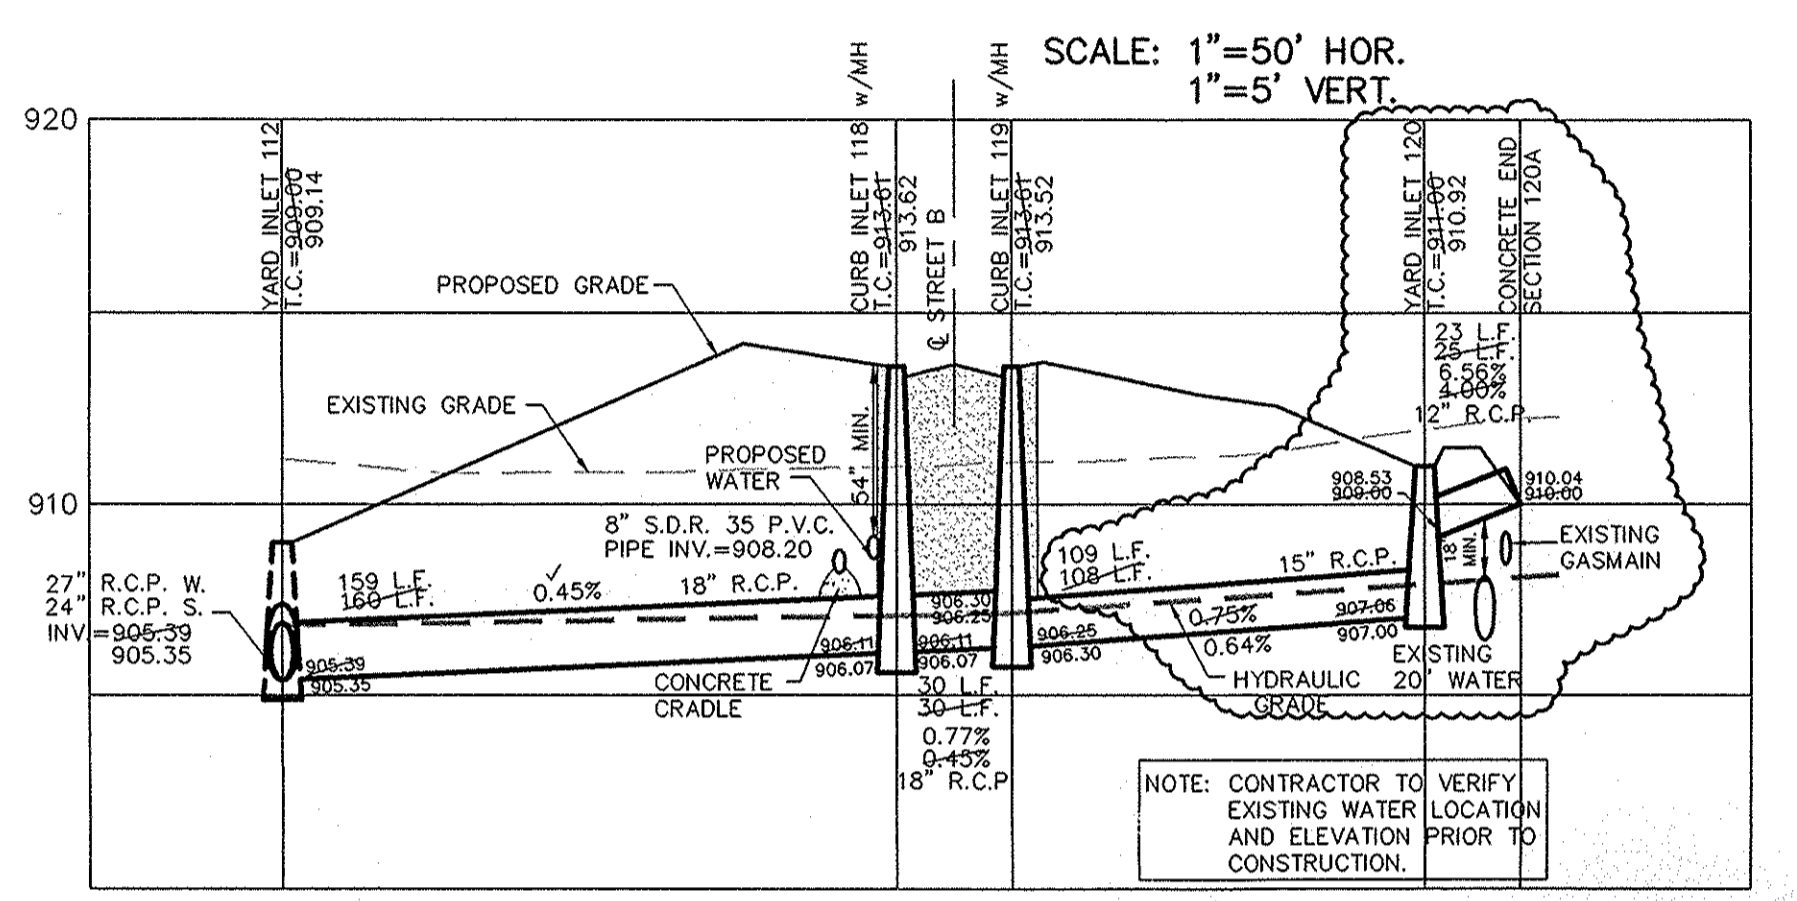 SCALE: 1"=50' HOR.
1"=5' VERT.
920
910
YARD INLET 112
T.C.=909.00
909.14
CURB INLET 118 w/MH
T.C.=913.61
913.62
℄ STREET B
CURB INLET 119 w/MH
T.C.=913.61
913.52
YARD INLET 120
T.C.=911.00
910.92
CONCRETE END
SECTION 120A
PROPOSED GRADE
EXISTING GRADE
PROPOSED
WATER
54" MIN.
8" S.D.R. 35 P.V.C.
PIPE INV.=908.20
23 L.F.
25 L.F.
6.56%
4.00%
12" R.C.P.
908.53
909.00
910.04
910.00
18"
MIN.
EXISTING
GASMAIN
27" R.C.P. W.
24" R.C.P. S.
INV.=905.39
905.35
159 L.F.
160 L.F.
0.45%
18" R.C.P.
905.39
905.35
906.11
906.07
CONCRETE
CRADLE
906.30
906.25
906.11
906.07
30 L.F.
30 L.F.
0.77%
0.45%
18" R.C.P
109 L.F.
108 L.F.
15" R.C.P.
0.75%
0.64%
906.25
906.30
907.06
907.00
HYDRAULIC
GRADE
EXISTING
20' WATER
NOTE: CONTRACTOR TO VERIFY
EXISTING WATER LOCATION
AND ELEVATION PRIOR TO
CONSTRUCTION.